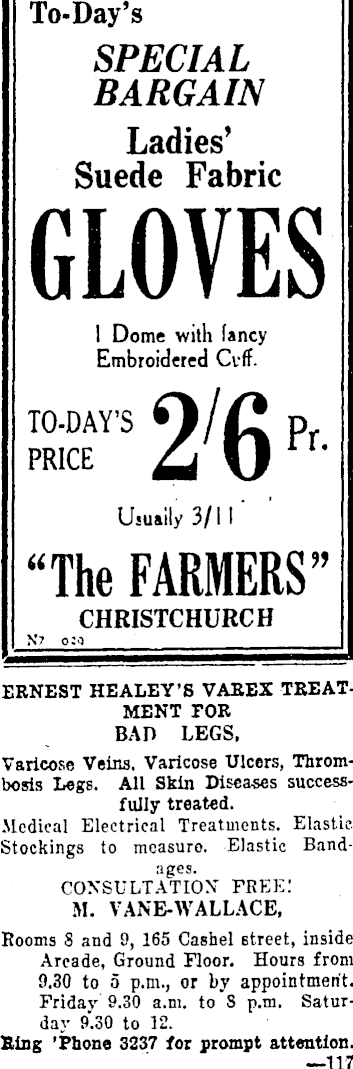 To-Day's
SPECIAL
BARGAIN
Ladies'
Suede Fabric
GLOVES
1 Dome with fancy
Embroidered Cuff.
TO-DAY'S
PRICE
2/6 Pr.
Usually 3/11
"The FARMERS"
CHRISTCHURCH
ERNEST HEALEY'S VAREX TREAT-
MENT FOR
BAD LEGS,
Varicose Veins, Varicose Ulcers, Throm-
bosis Legs. All Skin Diseases success-
fully treated.
Medical Electrical Treatments. Elastic
Stockings to measure. Elastic Band-
ages.
CONSULTATION FREE!
M. VANE-WALLACE,
Rooms 8 and 9, 165 Cashel street, inside
Arcade, Ground Floor. Hours from
9.30 to 5 p.m., or by appointment.
Friday 9.30 a.m. to 8 p.m. Satur-
day 9.30 to 12.
Ring 'Phone 3237 for prompt attention.
—117